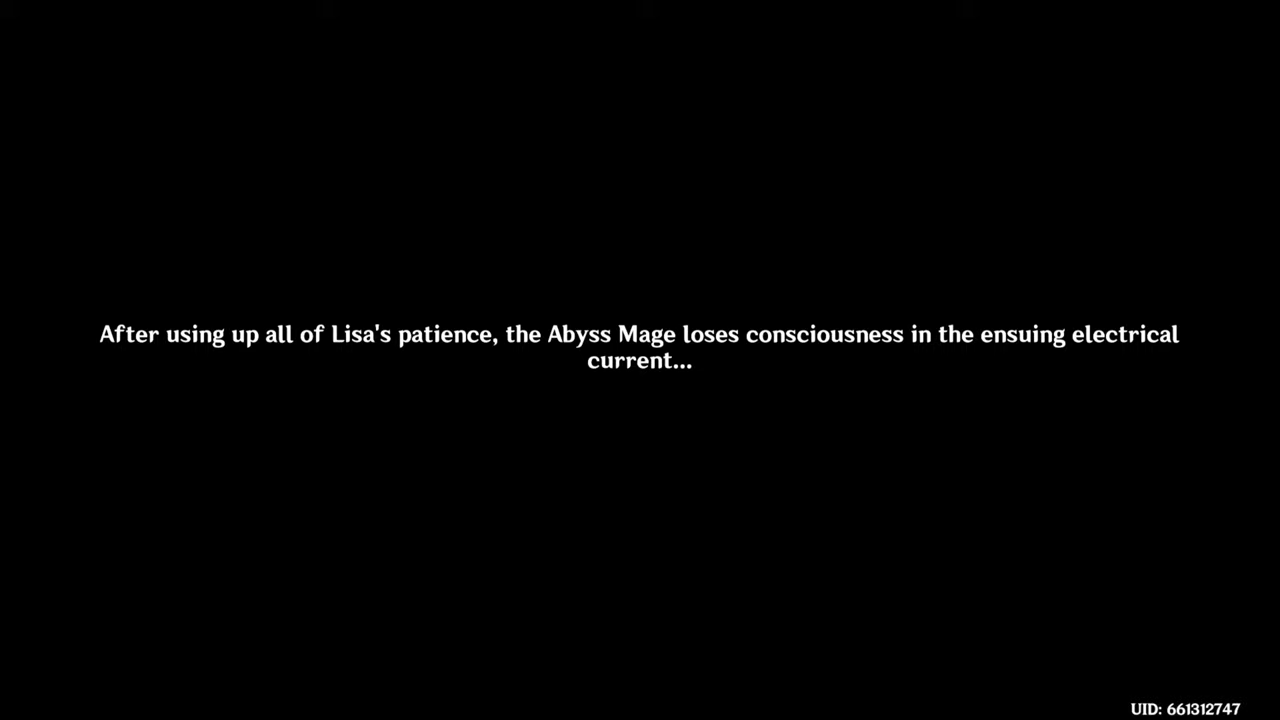 After using up all of Lisa's patience, the Abyss Mage loses consciousness in the ensuing electrical
current...
UID: 661312747